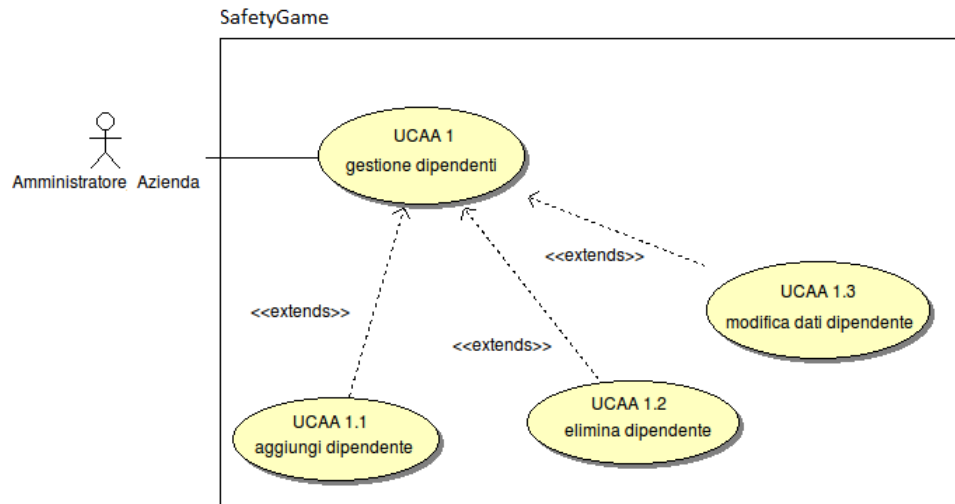 SafetyGame
UCAA 1
gestione dipendenti
Amministratore Azienda
<<extends>>
UCAA 1.3
modifica dati dipendente
<<extends>>
<<extends>>
UCAA 1.2
elimina dipendente
UCAA 1.1
aggiungi dipendente